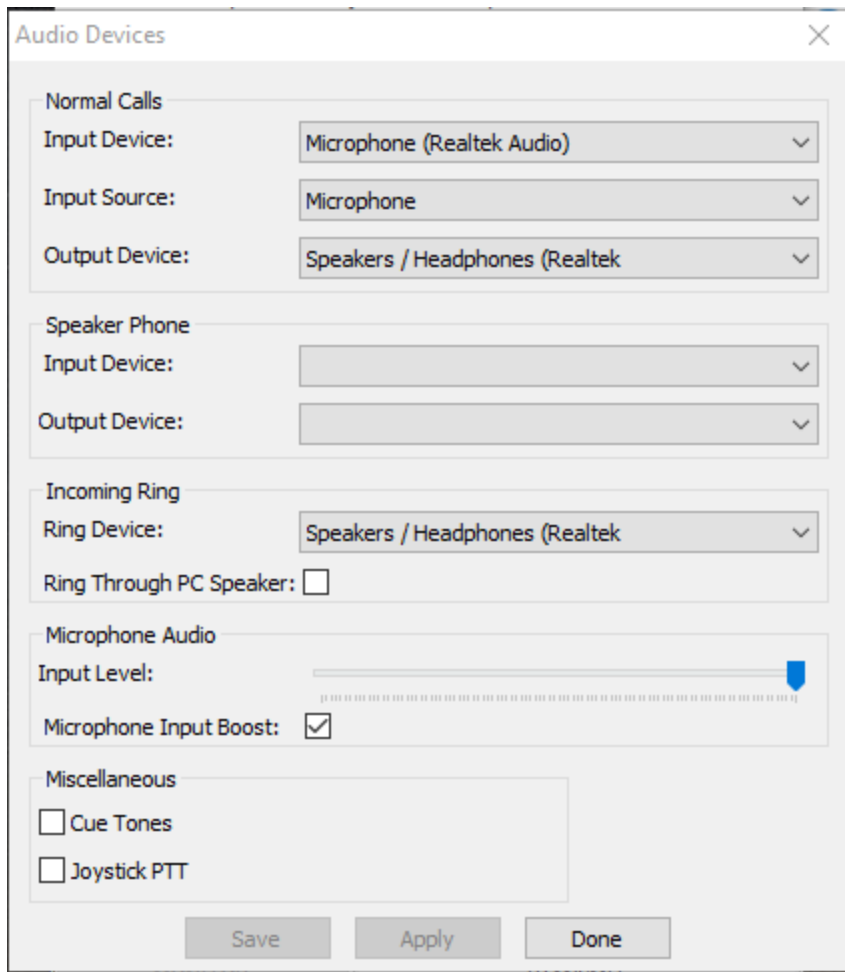 Audio Devices
Normal Calls
Input Device: Microphone (Realtek Audio)
Input Source: Microphone
Output Device: Speakers / Headphones (Realtek
Speaker Phone
Input Device:
Output Device:
Incoming Ring
Ring Device: Speakers / Headphones (Realtek
Ring Through PC Speaker:
Microphone Audio
Input Level:
Microphone Input Boost:
Miscellaneous
Cue Tones
Joystick PTT
Save Apply Done